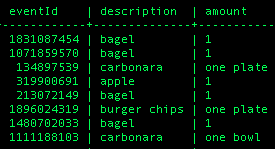 eventId | description | amount
-----------+--------------+-----------
1831087454 | bagel | 1
1071859570 | bagel | 1
134897539 | carbonara | one plate
319900691 | apple | 1
213072149 | bagel | 1
1896024319 | burger chips | one plate
1480702033 | bagel | 1
1111188103 | carbonara | one bowl